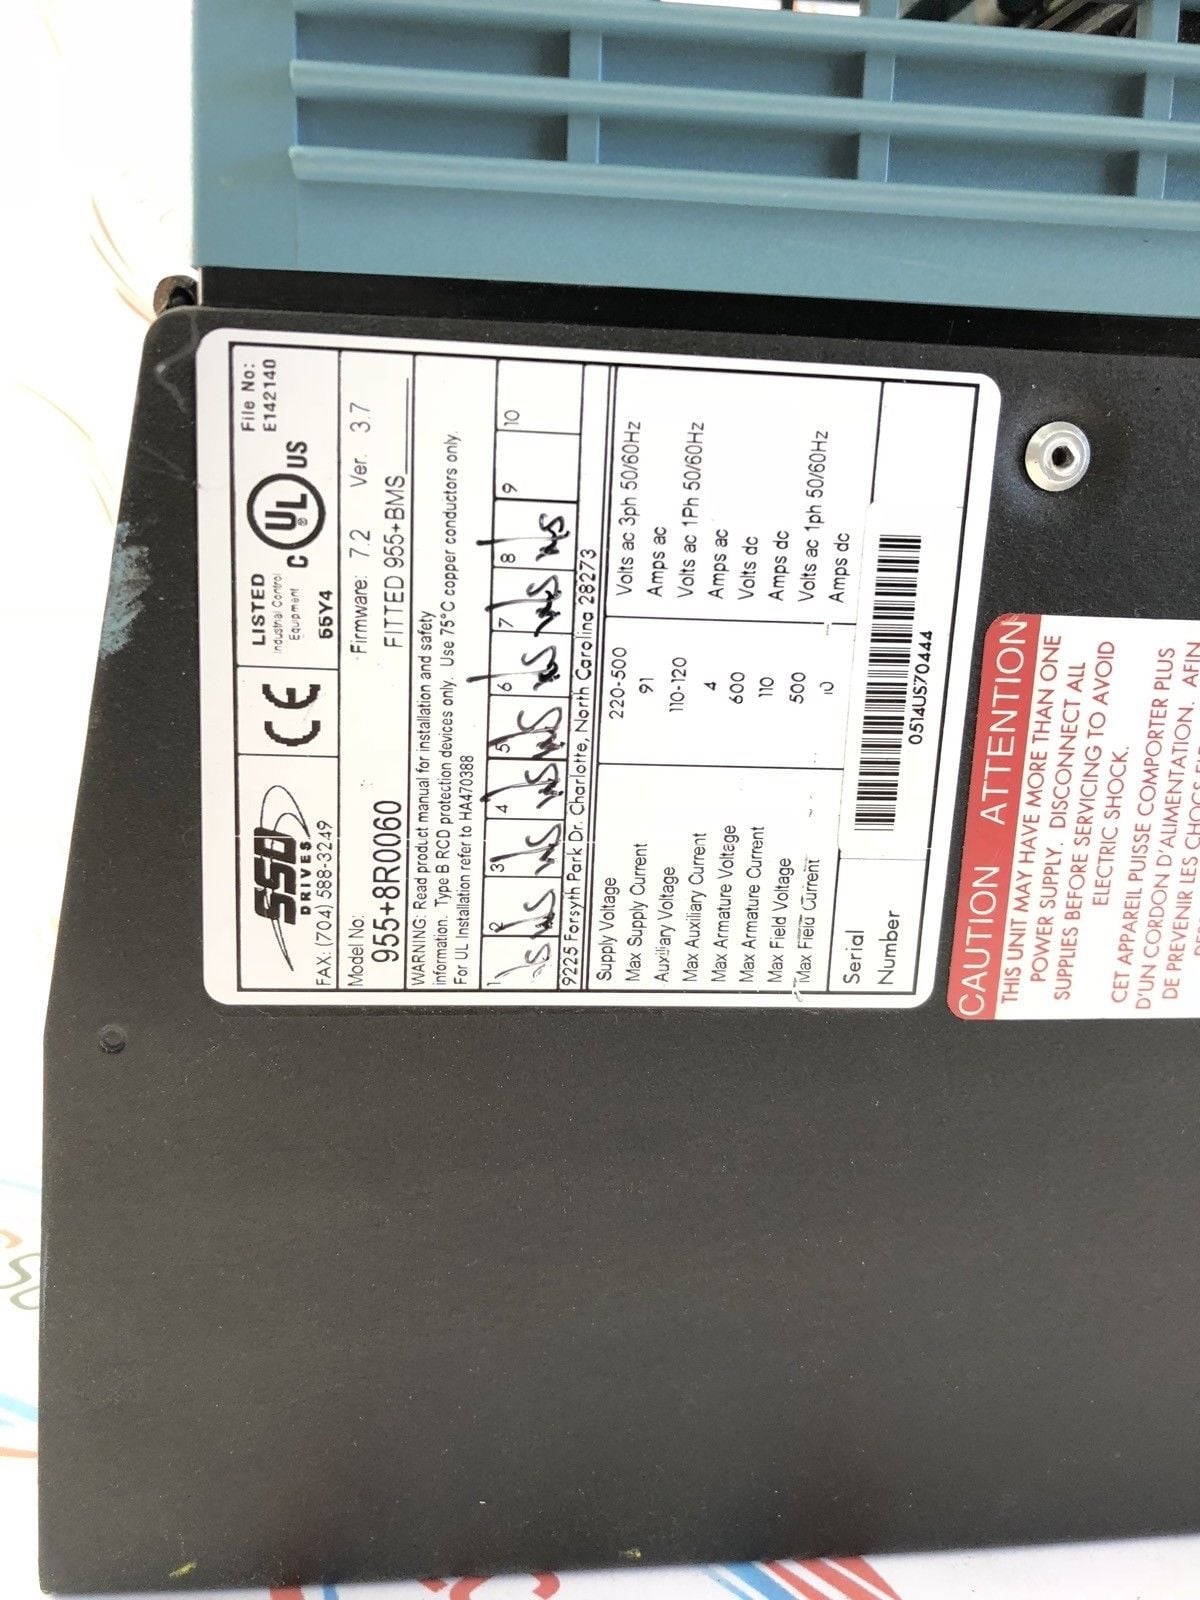 SSD
DRIVES
FAX: (704) 588-3249
CE
LISTED
Industrial Control
Equipment
55Y4
C UL US
®
File No:
E142140
Model No:
955+8R0060
Firmware: 7.2 Ver. 3.7
FITTED 955+BMS
WARNING: Read product manual for installation and safety
information. Type B RCD protection devices only. Use 75°C copper conductors only.
For UL Installation refer to HA470388
1 2 3 4 5 6 7 8 9 10
9225 Forsyth Park Dr. Charlotte, North Carolina 28273
Supply Voltage 220-500 Volts ac 3ph 50/60Hz
Max Supply Current 91 Amps ac
Auxiliary Voltage 110-120 Volts ac 1Ph 50/60Hz
Max Auxiliary Current 4 Amps ac
Max Armature Voltage 600 Volts dc
Max Armature Current 110 Amps dc
Max Field Voltage 500 Volts ac 1ph 50/60Hz
Max Field Current 10 Amps dc
Serial
Number
0514US70444
CAUTION ATTENTION
THIS UNIT MAY HAVE MORE THAN ONE
POWER SUPPLY. DISCONNECT ALL
SUPPLIES BEFORE SERVICING TO AVOID
ELECTRIC SHOCK.
CET APPAREIL PUISSE COMPORTER PLUS
D'UN CORDON D'ALIMENTATION. AFIN
DE PREVENIR LES CHOCS